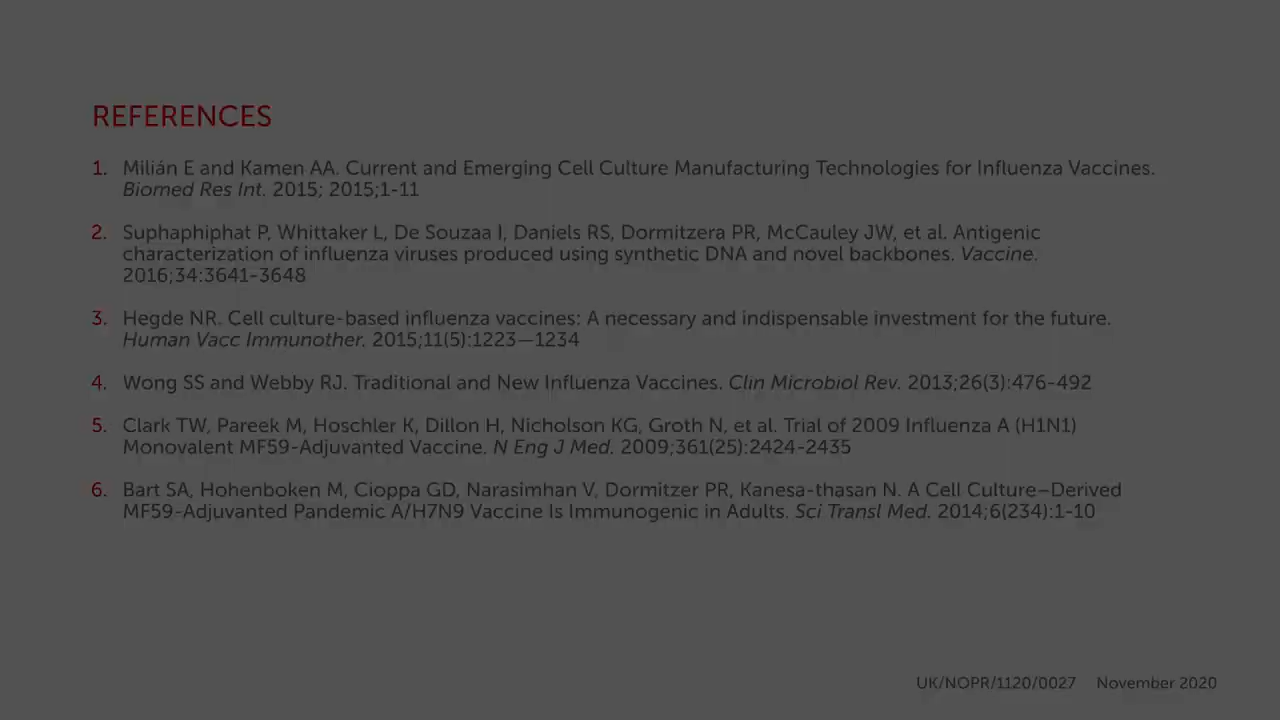 REFERENCES
1. Milián E and Kamen AA. Current and Emerging Cell Culture Manufacturing Technologies for Influenza Vaccines.
Biomed Res Int. 2015; 2015;1-11
2. Suphaphiphat P, Whittaker L, De Souzaa I, Daniels RS, Dormitzera PR, McCauley JW, et al. Antigenic
characterization of influenza viruses produced using synthetic DNA and novel backbones. Vaccine.
2016;34:3641-3648
3. Hegde NR. Cell culture-based influenza vaccines: A necessary and indispensable investment for the future.
Human Vacc Immunother. 2015;11(5):1223—1234
4. Wong SS and Webby RJ. Traditional and New Influenza Vaccines. Clin Microbiol Rev. 2013;26(3):476-492
5. Clark TW, Pareek M, Hoschler K, Dillon H, Nicholson KG, Groth N, et al. Trial of 2009 Influenza A (H1N1)
Monovalent MF59-Adjuvanted Vaccine. N Eng J Med. 2009;361(25):2424-2435
6. Bart SA, Hohenboken M, Cioppa GD, Narasimhan V, Dormitzer PR, Kanesa-thasan N. A Cell Culture–Derived
MF59-Adjuvanted Pandemic A/H7N9 Vaccine Is Immunogenic in Adults. Sci Transl Med. 2014;6(234):1-10
UK/NOPR/1120/0027 November 2020